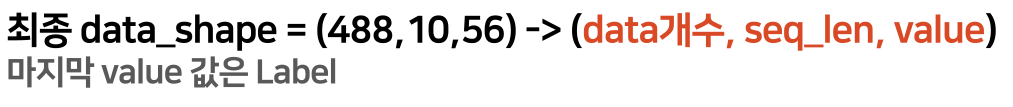 최종 data_shape = (488,10,56) -> (data개수, seq_len, value)
마지막 value 값은 Label